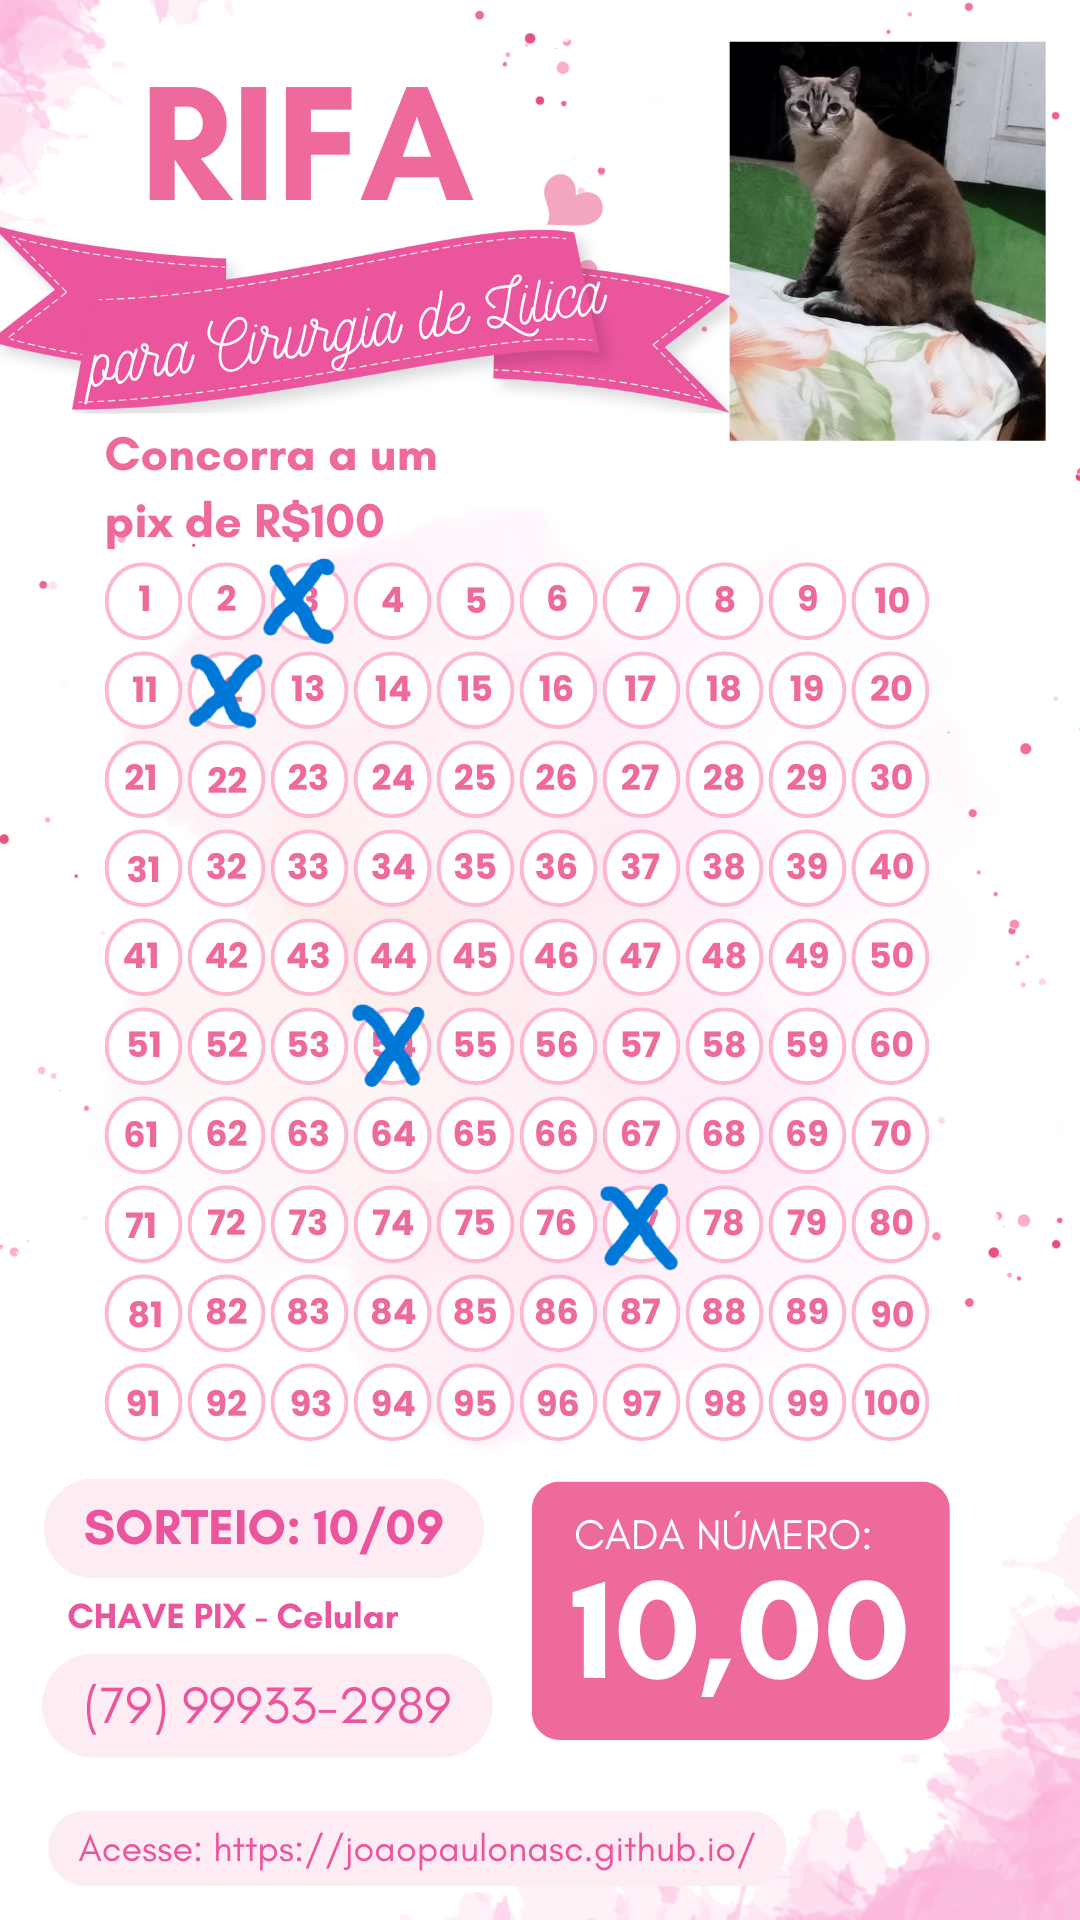 RIFA
para Cirurgia de Lilica
Concorra a um
pix de R$100
1 2 3 4 5 6 7 8 9 10
11 13 14 15 16 17 18 19 20
21 22 23 24 25 26 27 28 29 30
31 32 33 34 35 36 37 38 39 40
41 42 43 44 45 46 47 48 49 50
51 52 53 55 56 57 58 59 60
61 62 63 64 65 66 67 68 69 70
71 72 73 74 75 76 78 79 80
81 82 83 84 85 86 87 88 89 90
91 92 93 94 95 96 97 98 99 100
SORTEIO: 10/09
CHAVE PIX - Celular
(79) 99933-2989
CADA NÚMERO:
10,00
Acesse: https://joaopaulonasc.github.io/